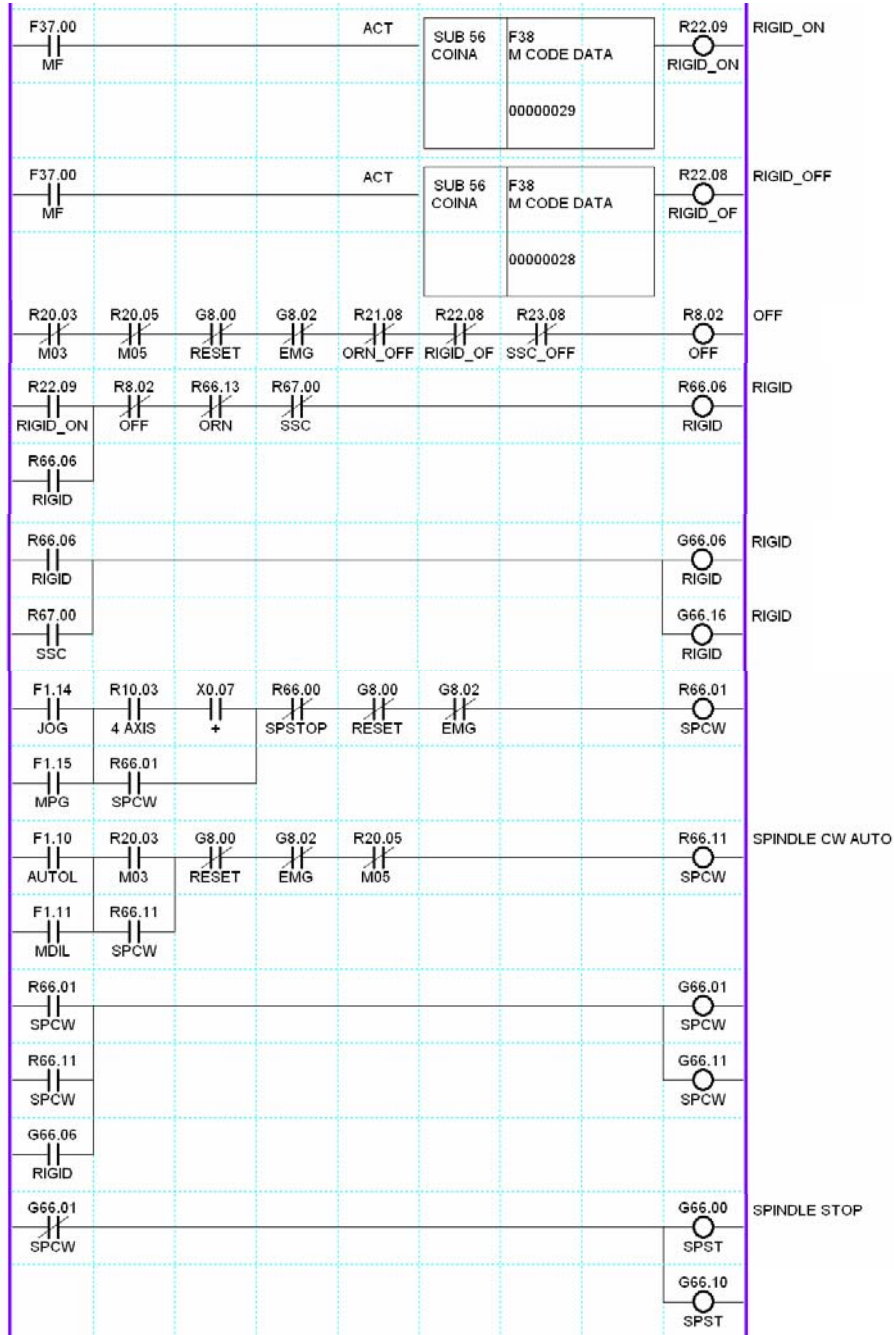 F37.00 ACT SUB 56 F38 R22.09 RIGID_ON
COINA M CODE DATA
MF RIGID_ON
00000029
F37.00 ACT SUB 56 F38 R22.08 RIGID_OFF
COINA M CODE DATA
MF RIGID_OF
00000028
R20.03 R20.05 G8.00 G8.02 R21.08 R22.08 R23.08 R8.02 OFF
M03 M05 RESET EMG ORN_OFF RIGID_OF SSC_OFF OFF
R22.09 R8.02 R66.13 R67.00 R66.06 RIGID
RIGID_ON OFF ORN SSC RIGID
R66.06
RIGID
R66.06 G66.06 RIGID
RIGID RIGID
R67.00 G66.16 RIGID
SSC RIGID
F1.14 R10.03 X0.07 R66.00 G8.00 G8.02 R66.01
JOG 4 AXIS + SPSTOP RESET EMG SPCW
F1.15 R66.01
MPG SPCW
F1.10 R20.03 G8.00 G8.02 R20.05 R66.11 SPINDLE CW AUTO
AUTOL M03 RESET EMG M05 SPCW
F1.11 R66.11
MDIL SPCW
R66.01 G66.01
SPCW SPCW
R66.11 G66.11
SPCW SPCW
G66.06
RIGID
G66.01 G66.00 SPINDLE STOP
SPCW SPST
G66.10
SPST